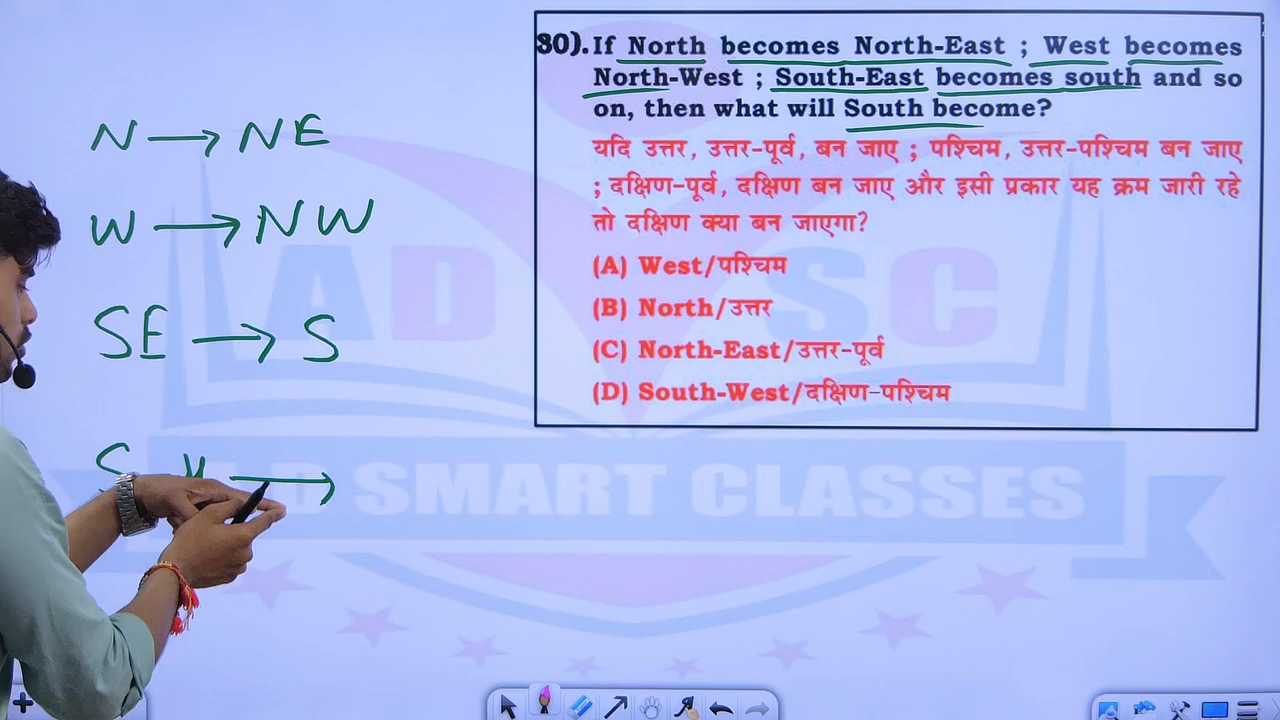 30). If North becomes North-East ; West becomes
North-West ; South-East becomes south and so
on, then what will South become?
यदि उत्तर, उत्तर-पूर्व, बन जाए ; पश्चिम, उत्तर-पश्चिम बन जाए
; दक्षिण-पूर्व, दक्षिण बन जाए और इसी प्रकार यह क्रम जारी रहे
तो दक्षिण क्या बन जाएगा?
(A) West/पश्चिम
(B) North/उत्तर
(C) North-East/उत्तर-पूर्व
(D) South-West/दक्षिण-पश्चिम
N → NE
W → NW
SE → S
S →
AD SC
AD SMART CLASSES